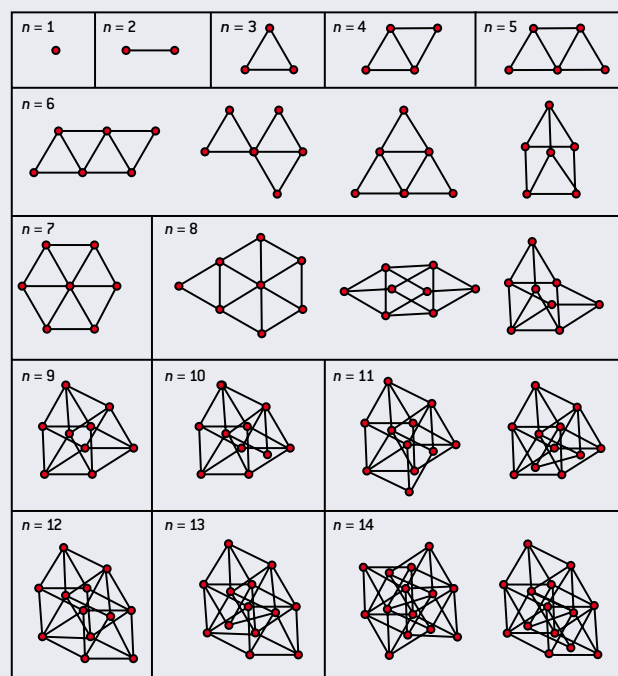 n = 1
n = 2
n = 3
n = 4
n = 5
n = 6
n = 7
n = 8
n = 9
n = 10
n = 11
n = 12
n = 13
n = 14